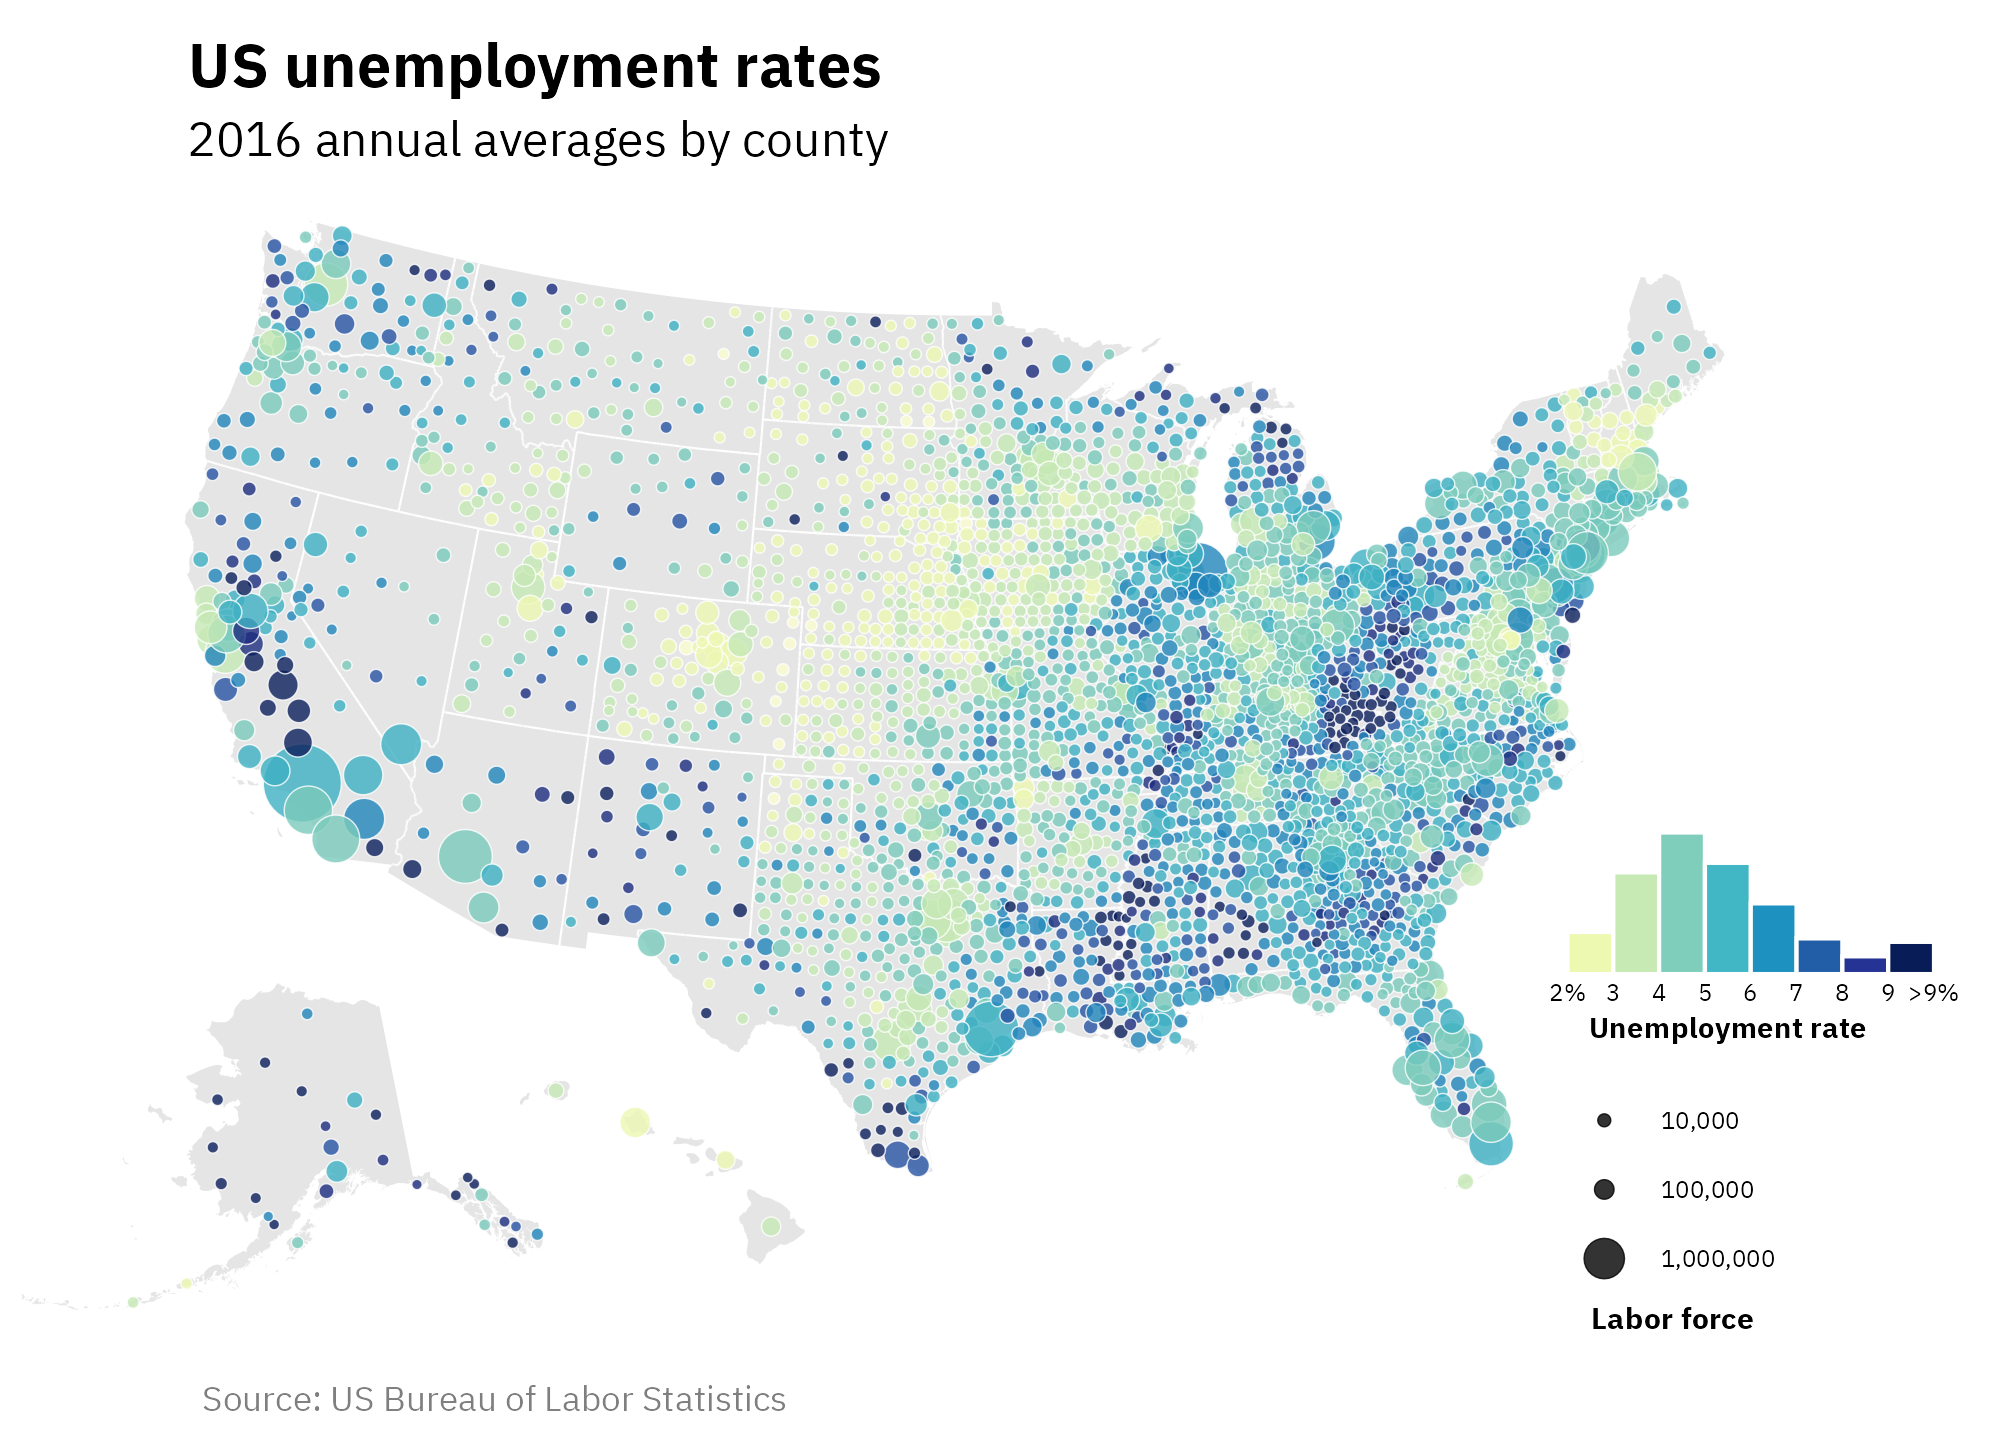 US unemployment rates
2016 annual averages by county
2% 3 4 5 6 7 8 9 >9%
Unemployment rate
10,000
100,000
1,000,000
Labor force
Source: US Bureau of Labor Statistics